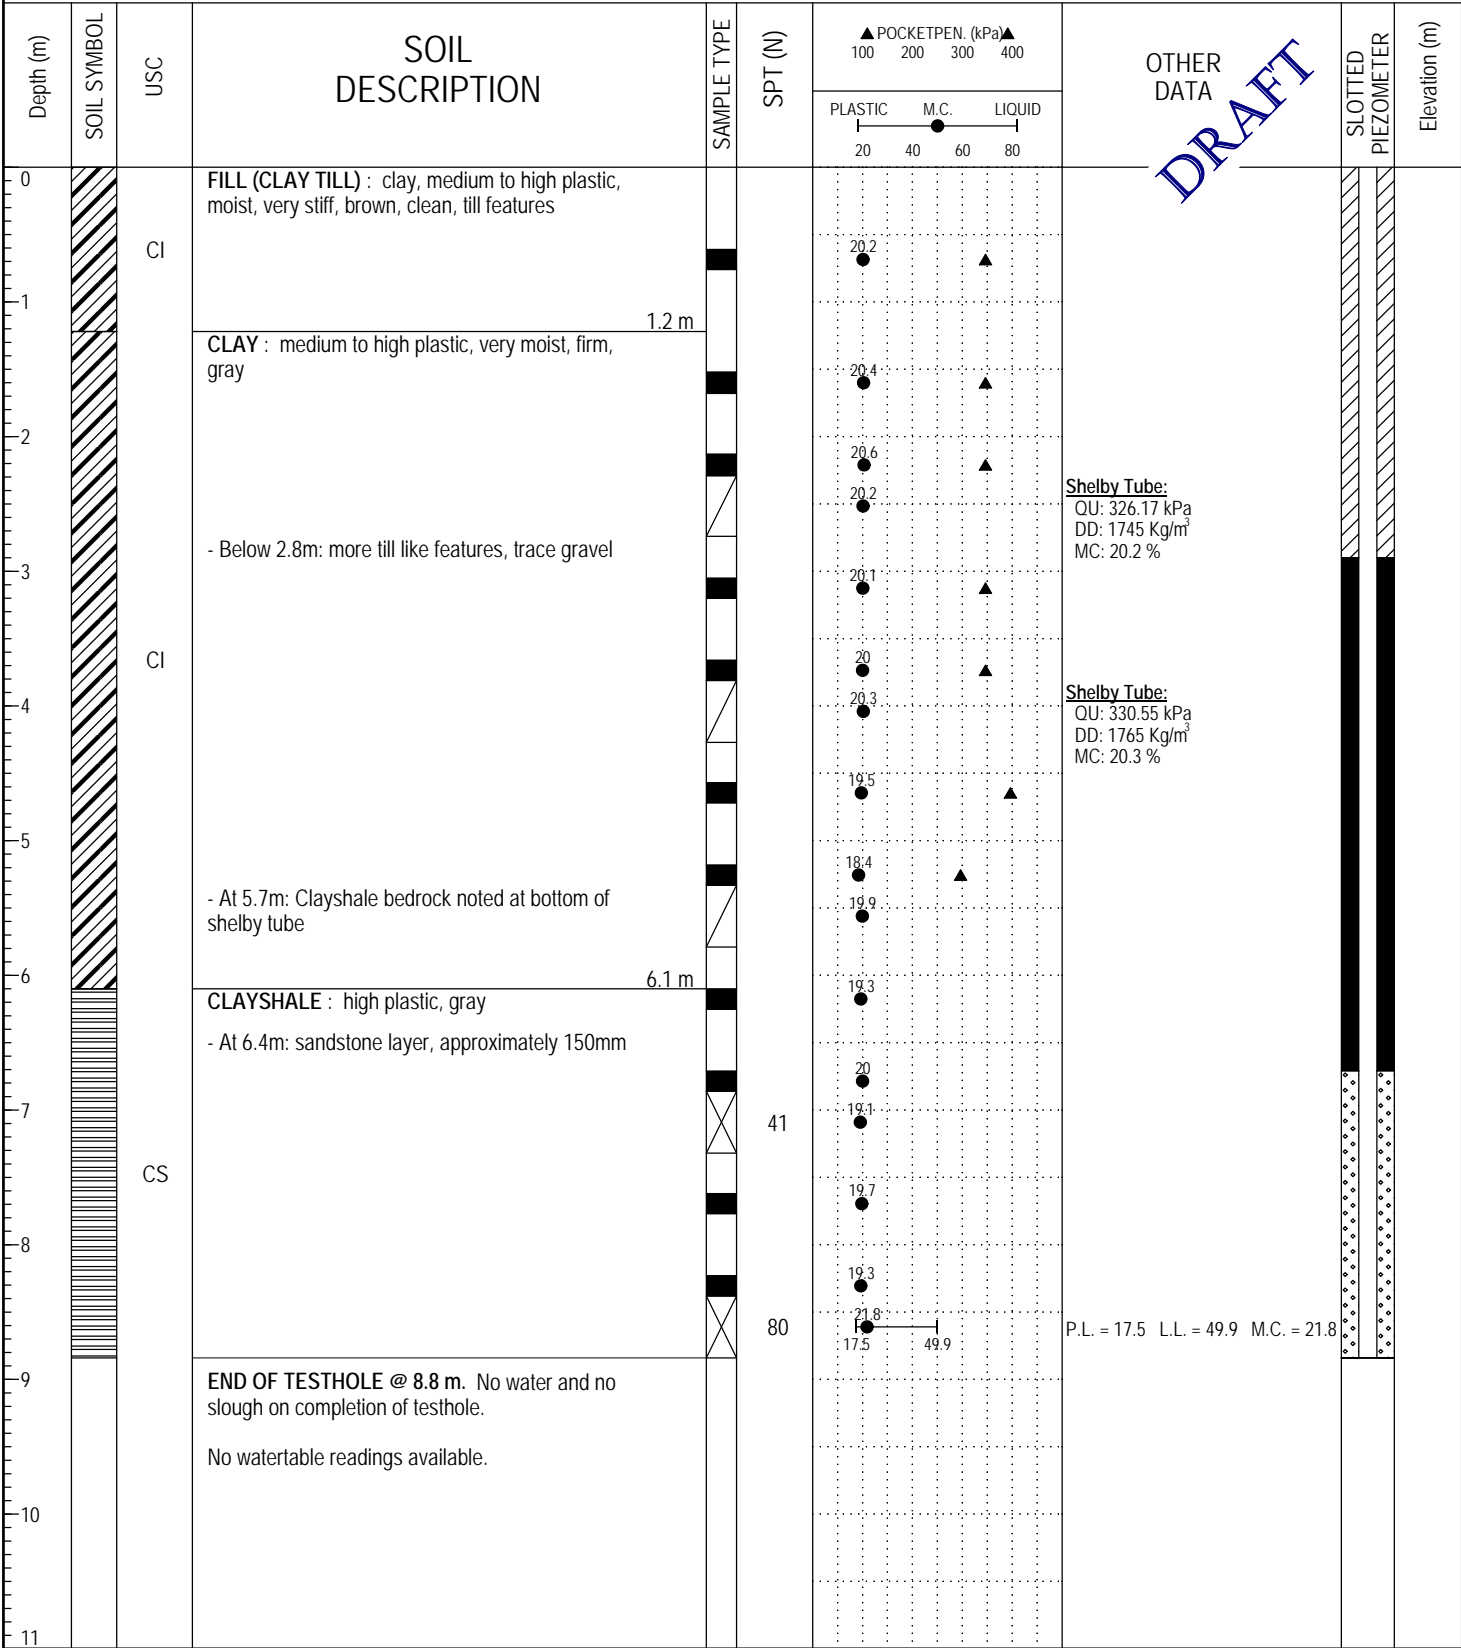 Depth (m)
SOIL SYMBOL
USC
SOIL
DESCRIPTION
SAMPLE TYPE
SPT (N)
▲ POCKETPEN. (kPa) ▲
100 200 300 400
PLASTIC M.C. LIQUID
20 40 60 80
OTHER
DATA
DRAFT
SLOTTED
PIEZOMETER
Elevation (m)
0
FILL (CLAY TILL) : clay, medium to high plastic,
moist, very stiff, brown, clean, till features
CI
20.2
1
1.2 m
CLAY : medium to high plastic, very moist, firm,
gray
20.4
2
20.6
20.2
Shelby Tube:
QU: 326.17 kPa
DD: 1745 Kg/m3
MC: 20.2 %
- Below 2.8m: more till like features, trace gravel
3
20.1
CI
20
Shelby Tube:
QU: 330.55 kPa
DD: 1765 Kg/m3
MC: 20.3 %
4
20.3
19.5
5
18.4
- At 5.7m: Clayshale bedrock noted at bottom of
shelby tube
19.9
6
6.1 m
CLAYSHALE : high plastic, gray
19.3
- At 6.4m: sandstone layer, approximately 150mm
20
7
19.1
41
CS
19.7
8
19.3
21.8
80
17.5 49.9
P.L. = 17.5 L.L. = 49.9 M.C. = 21.8
9
END OF TESTHOLE @ 8.8 m. No water and no
slough on completion of testhole.
No watertable readings available.
10
11